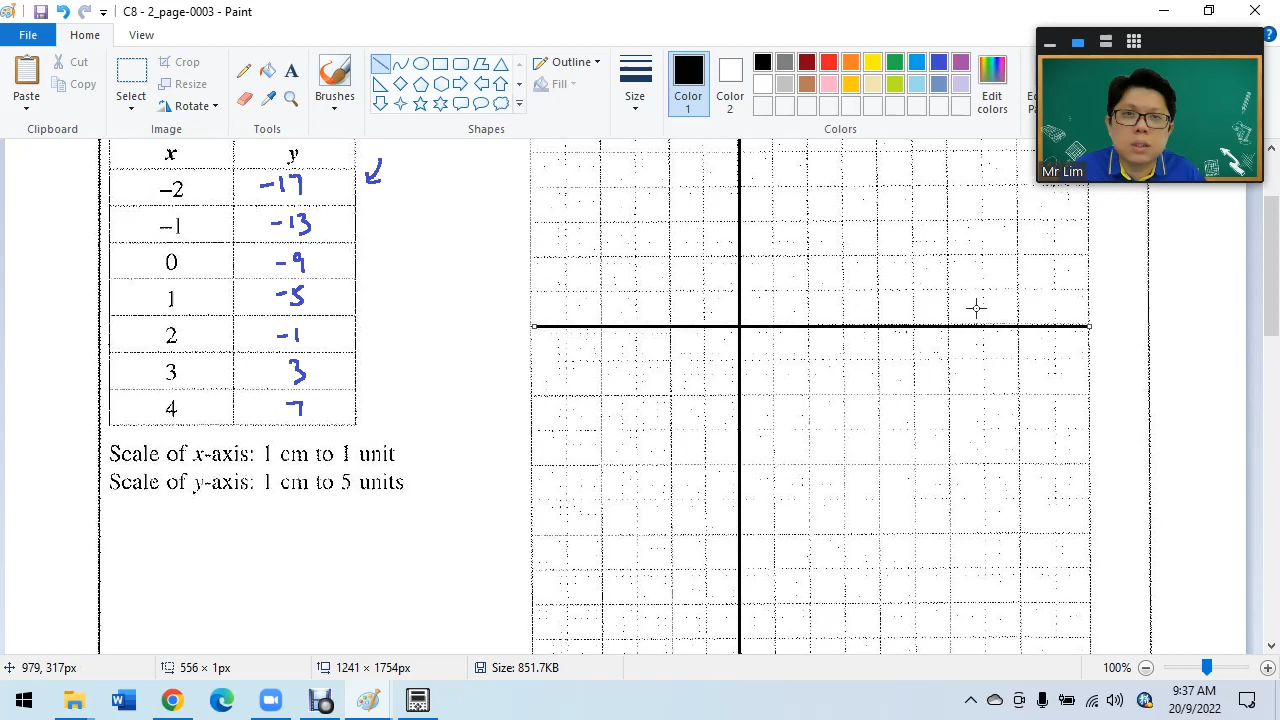 C8 - 2_page-0003 - Paint
File
Home
View
Paste
Cut
Copy
Clipboard
Select
Crop
Resize
Rotate
Image
Tools
Brushes
Shapes
Outline
Fill
Size
Color 1
Color 2
Edit colors
Colors
Mr Lim
x y
–2 -17
–1 -13
0 -9
1 -5
2 -1
3 3
4 7
Scale of x-axis: 1 cm to 1 unit
Scale of y-axis: 1 cm to 5 units
979, 317px
556 × 1px
1241 × 1754px
Size: 851.7KB
100%
9:37 AM
20/9/2022